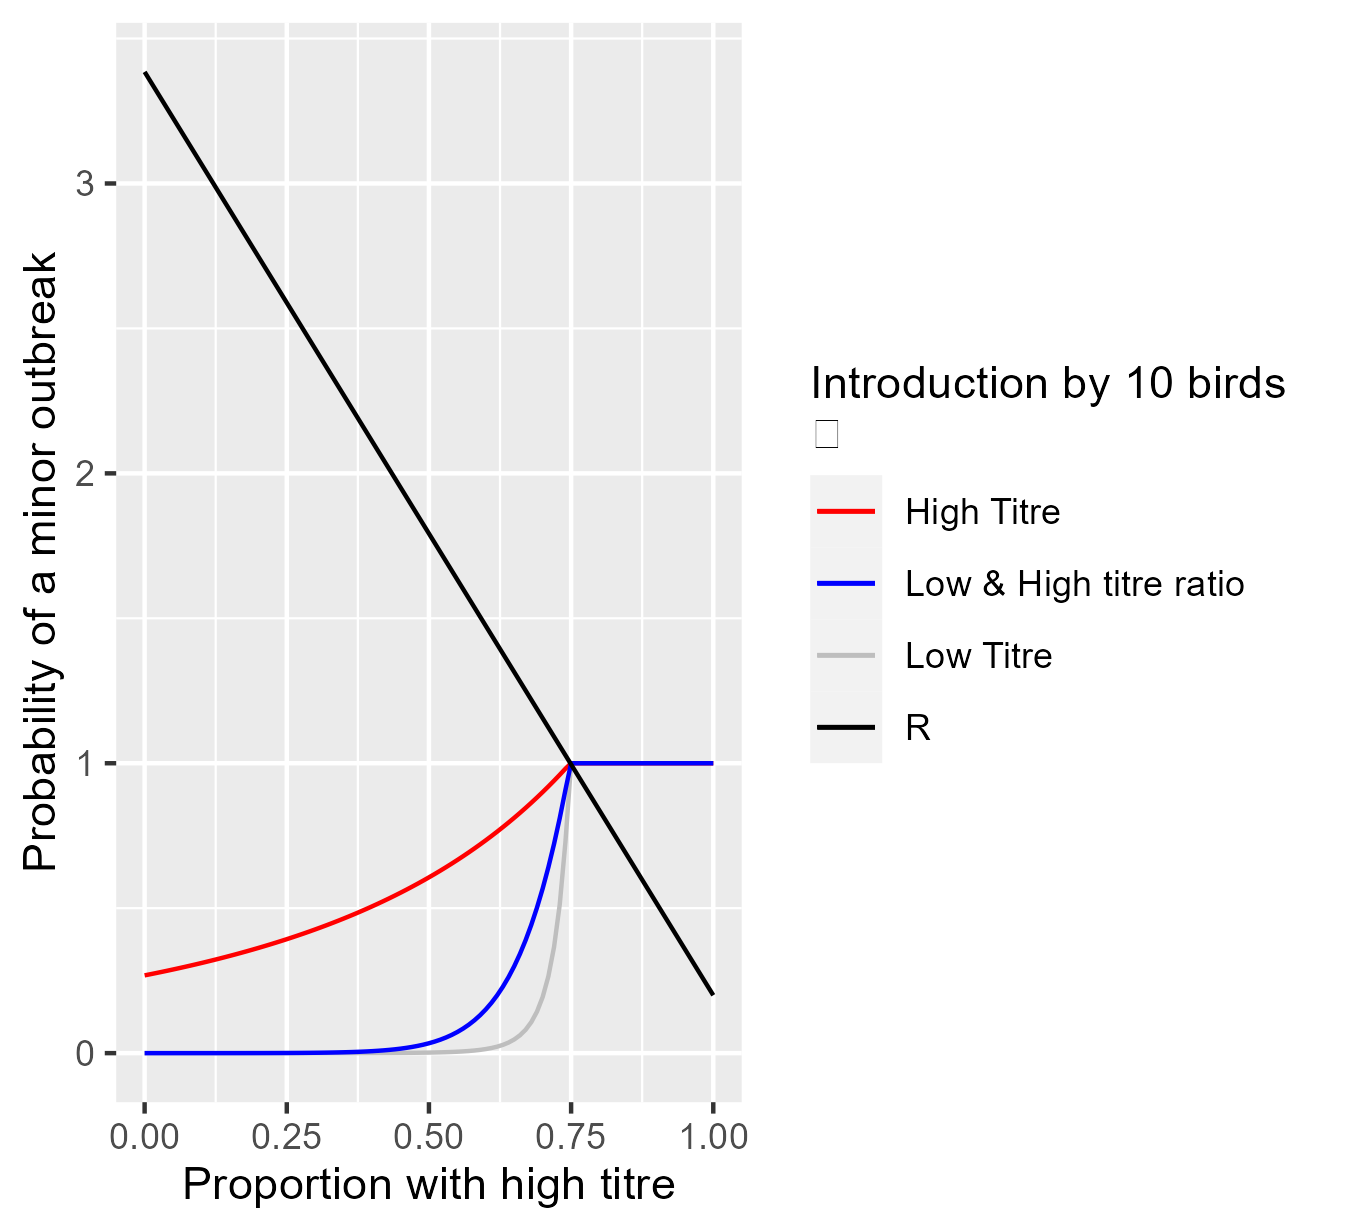 Probability of a minor outbreak
3
2
1
0
0.00 0.25 0.50 0.75 1.00
Proportion with high titre
Introduction by 10 birds
High Titre
Low & High titre ratio
Low Titre
R